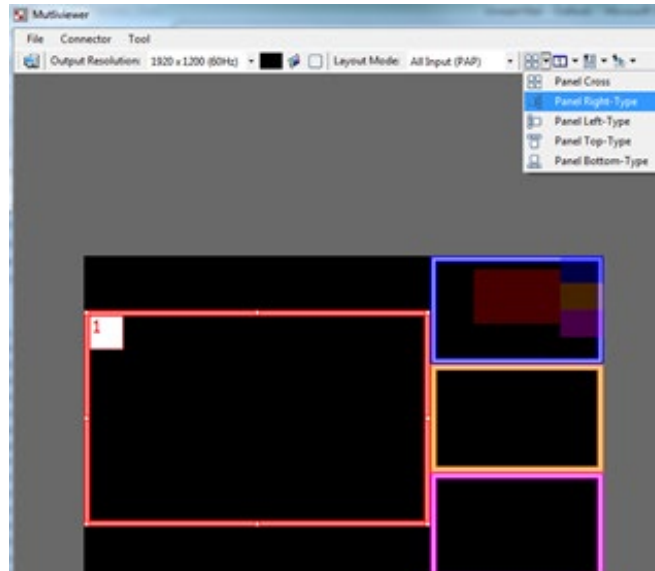 Mutliviewer
File Connector Tool
Output Resolution: 1920 x 1200 (60Hz) Layout Mode: All Input (PAP)
Panel Cross
Panel Right-Type
Panel Left-Type
Panel Top-Type
Panel Bottom-Type
1